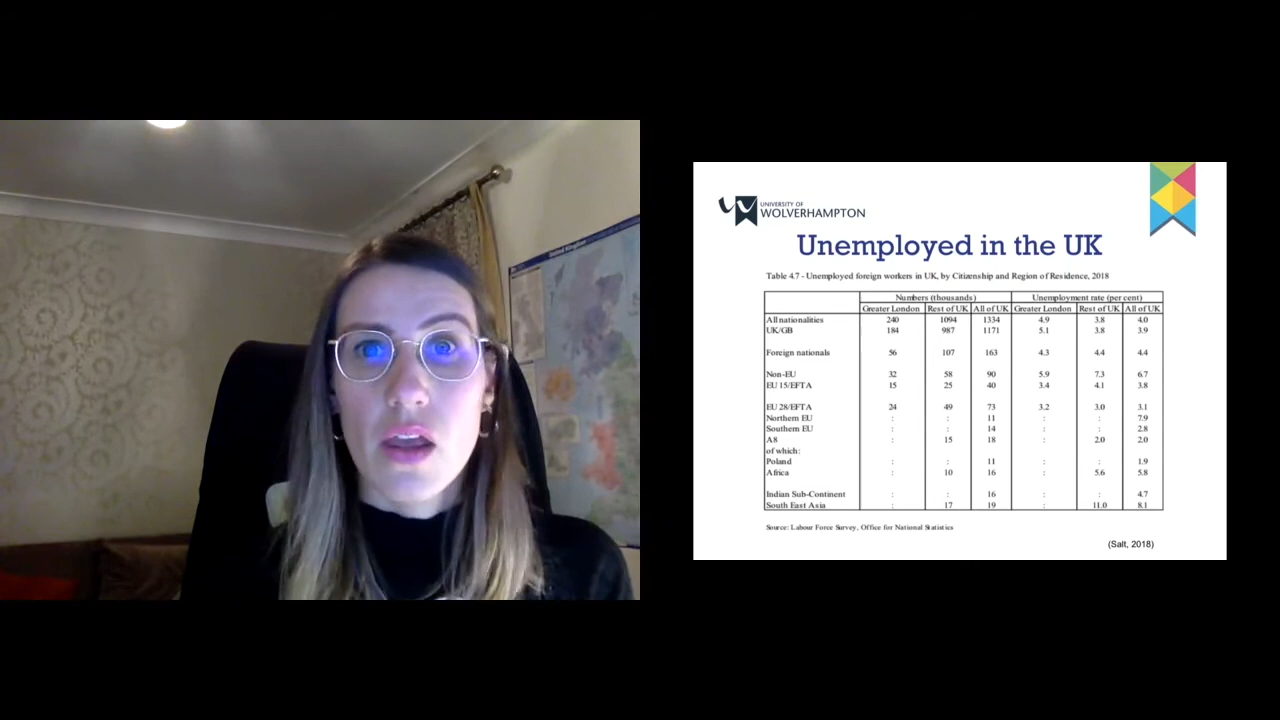 United Kingdom
UNIVERSITY OF
WOLVERHAMPTON
Unemployed in the UK
Table 4.7 - Unemployed foreign workers in UK, by Citizenship and Region of Residence, 2018
Numbers (thousands) Unemployment rate (per cent)
Greater London Rest of UK All of UK Greater London Rest of UK All of UK
All nationalities 240 1094 1334 4.9 3.8 4.0
UK/GB 184 987 1171 5.1 3.8 3.9
Foreign nationals 56 107 163 4.3 4.4 4.4
Non-EU 32 58 90 5.9 7.3 6.7
EU 15/EFTA 15 25 40 3.4 4.1 3.8
EU 28/EFTA 24 49 73 3.2 3.0 3.1
Northern EU : : 11 : : 7.9
Southern EU : : 14 : : 2.8
A8 : 15 18 : 2.0 2.0
of which:
Poland : : 11 : : 1.9
Africa : 10 16 : 5.6 5.8
Indian Sub-Continent : : 16 : : 4.7
South East Asia : 17 19 : 11.0 8.1
Source: Labour Force Survey, Office for National Statistics
(Salt, 2018)